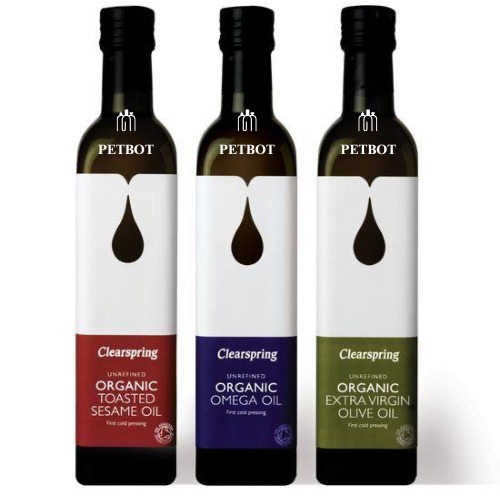 PETBOT
PETBOT
PETBOT
Clearspring
UNREFINED
ORGANIC
TOASTED
SESAME OIL
First cold pressing
Clearspring
UNREFINED
ORGANIC
OMEGA OIL
First cold pressing
Clearspring
UNREFINED
ORGANIC
EXTRA VIRGIN
OLIVE OIL
First cold pressing